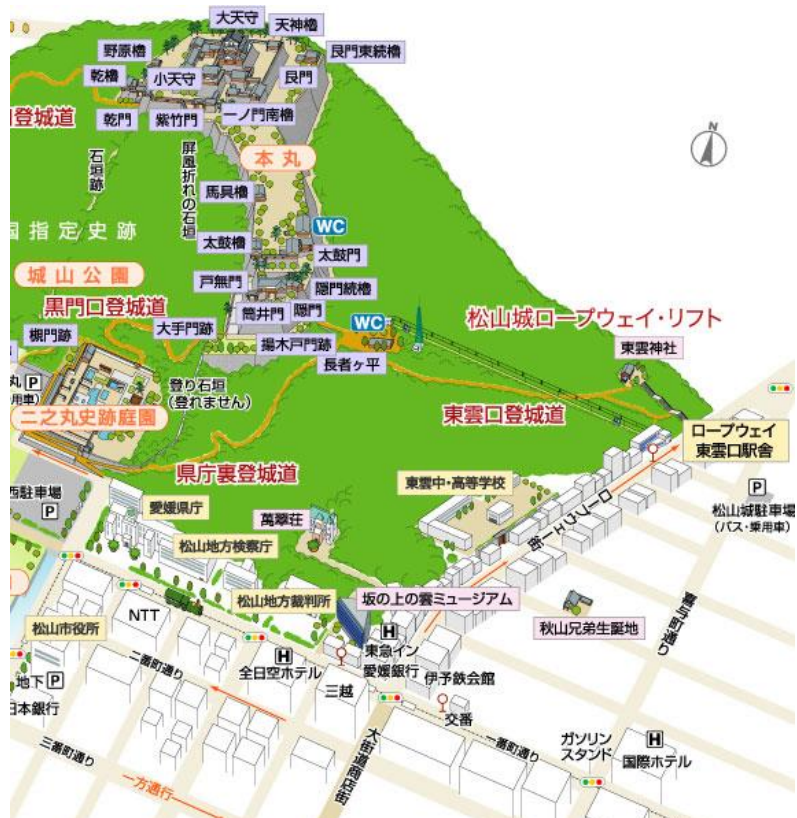 大天守
天神櫓
野原櫓
艮門東続櫓
乾櫓
小天守
艮門
乾門
紫竹門
一ノ門南櫓
登城道
本丸
N
石垣跡
屏風折れの石垣
馬具櫓
WC
国指定史跡
太鼓櫓
太鼓門
城山公園
戸無門
隠門続櫓
黒門口登城道
筒井門
隠門
松山城ロープウェイ・リフト
槻門跡
大手門跡
WC
揚木戸門跡
東雲神社
長者ヶ平
丸 P
用車)
登り石垣
(登れません)
二之丸史跡庭園
東雲口登城道
ロープウェイ
東雲口駅舎
県庁裏登城道
東雲中・高等学校
西駐車場
P
愛媛県庁
萬翠荘
ロープウェー街
P
松山城駐車場
(バス・乗用車)
松山地方検察庁
松山地方裁判所
坂の上の雲ミュージアム
喜与町通り
NTT
秋山兄弟生誕地
松山市役所
H
東急イン
愛媛銀行
H
全日空ホテル
二番町通り
伊予鉄会館
地下 P
三越
日本銀行
交番
大街道商店街
一番町通り
ガソリン
スタンド
H
国際ホテル
三番町通り
一方通行